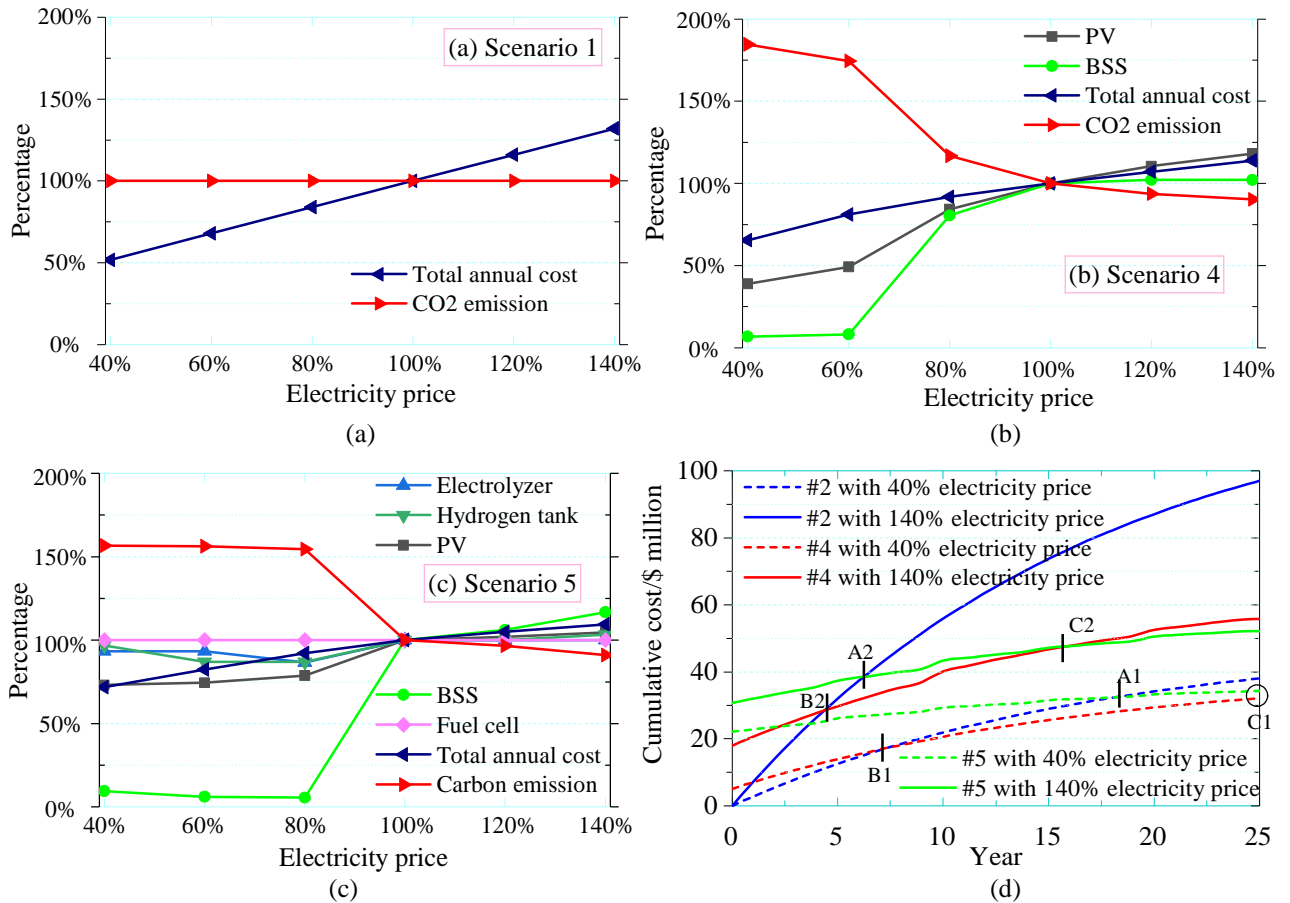 200%
150%
100%
50%
0%
Percentage
(a) Scenario 1
Total annual cost
CO2 emission
40%
60%
80%
100%
120%
140%
Electricity price
(a)
200%
150%
100%
50%
0%
Percentage
PV
BSS
Total annual cost
CO2 emission
(b) Scenario 4
40%
60%
80%
100%
120%
140%
Electricity price
(b)
200%
150%
100%
50%
0%
Percentage
Electrolyzer
Hydrogen tank
PV
(c) Scenario 5
BSS
Fuel cell
Total annual cost
Carbon emission
40%
60%
80%
100%
120%
140%
Electricity price
(c)
100
80
60
40
20
0
Cumulative cost/$ million
#2 with 40% electricity price
#2 with 140% electricity price
#4 with 40% electricity price
#4 with 140% electricity price
C2
A2
A1
B2
C1
B1
#5 with 40% electricity price
#5 with 140% electricity price
0
5
10
15
20
25
Year
(d)